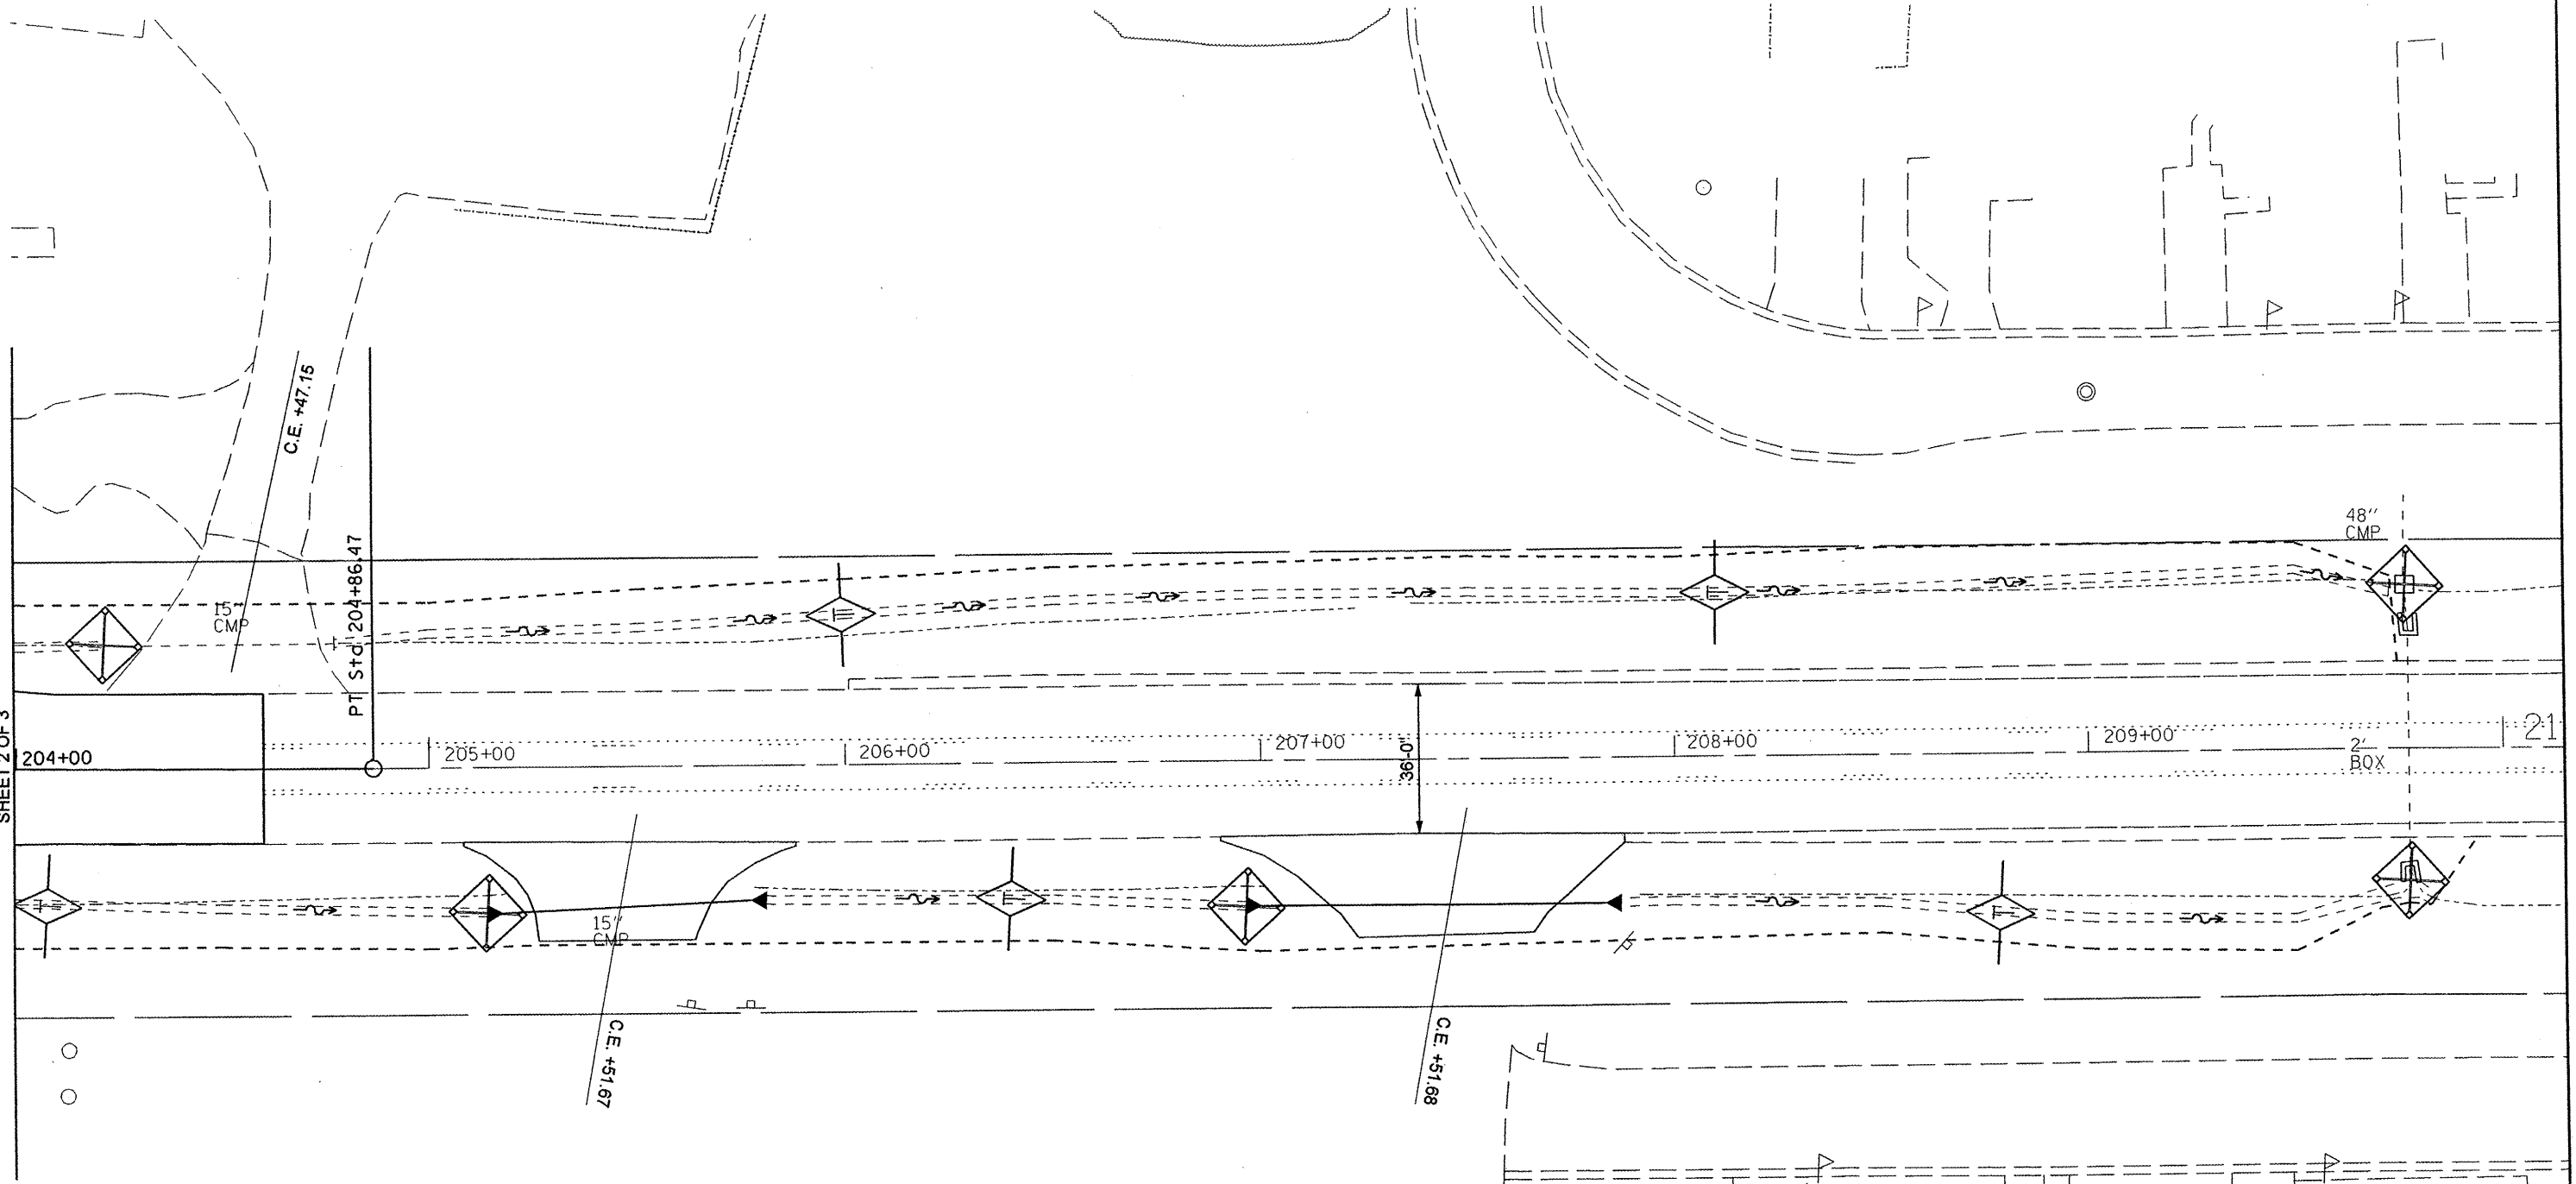 C.E. +47.15
48''
CMP
15''
CMP
PT Sta 204+86.47
SHEET 2 OF 3
204+00
205+00
206+00
207+00
208+00
209+00
21
36'-0"
2'
BOX
15''
CMP
C.E. +51.67
C.E. +51.68